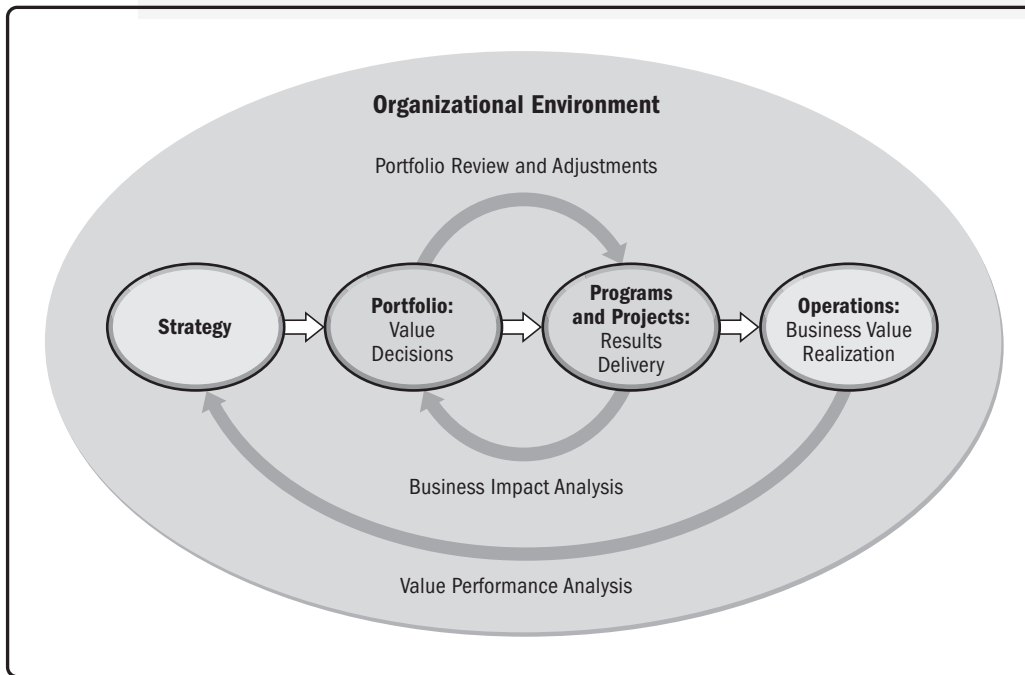 Organizational Environment
Portfolio Review and Adjustments
Strategy
Portfolio:
Value
Decisions
Programs
and Projects:
Results
Delivery
Operations:
Business Value
Realization
Business Impact Analysis
Value Performance Analysis